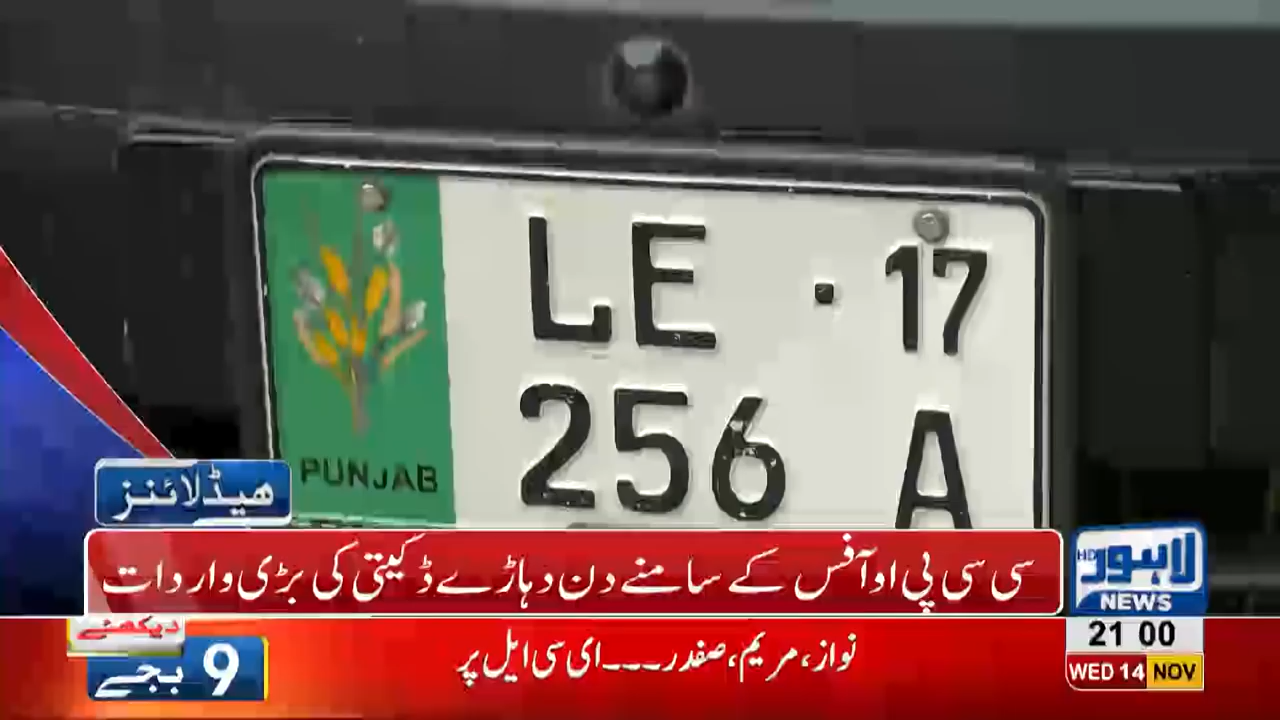 LE · 17
256 A
PUNJAB
ھیڈلائنز
سی سی پی او آفس کے سامنے دن دہاڑے ڈکیتی کی بڑی واردات
HD لاہور
NEWS
دیکھئے
9 بجے
نواز، مریم، صفدر۔۔۔ای سی ایل پر
21 00
WED 14 NOV